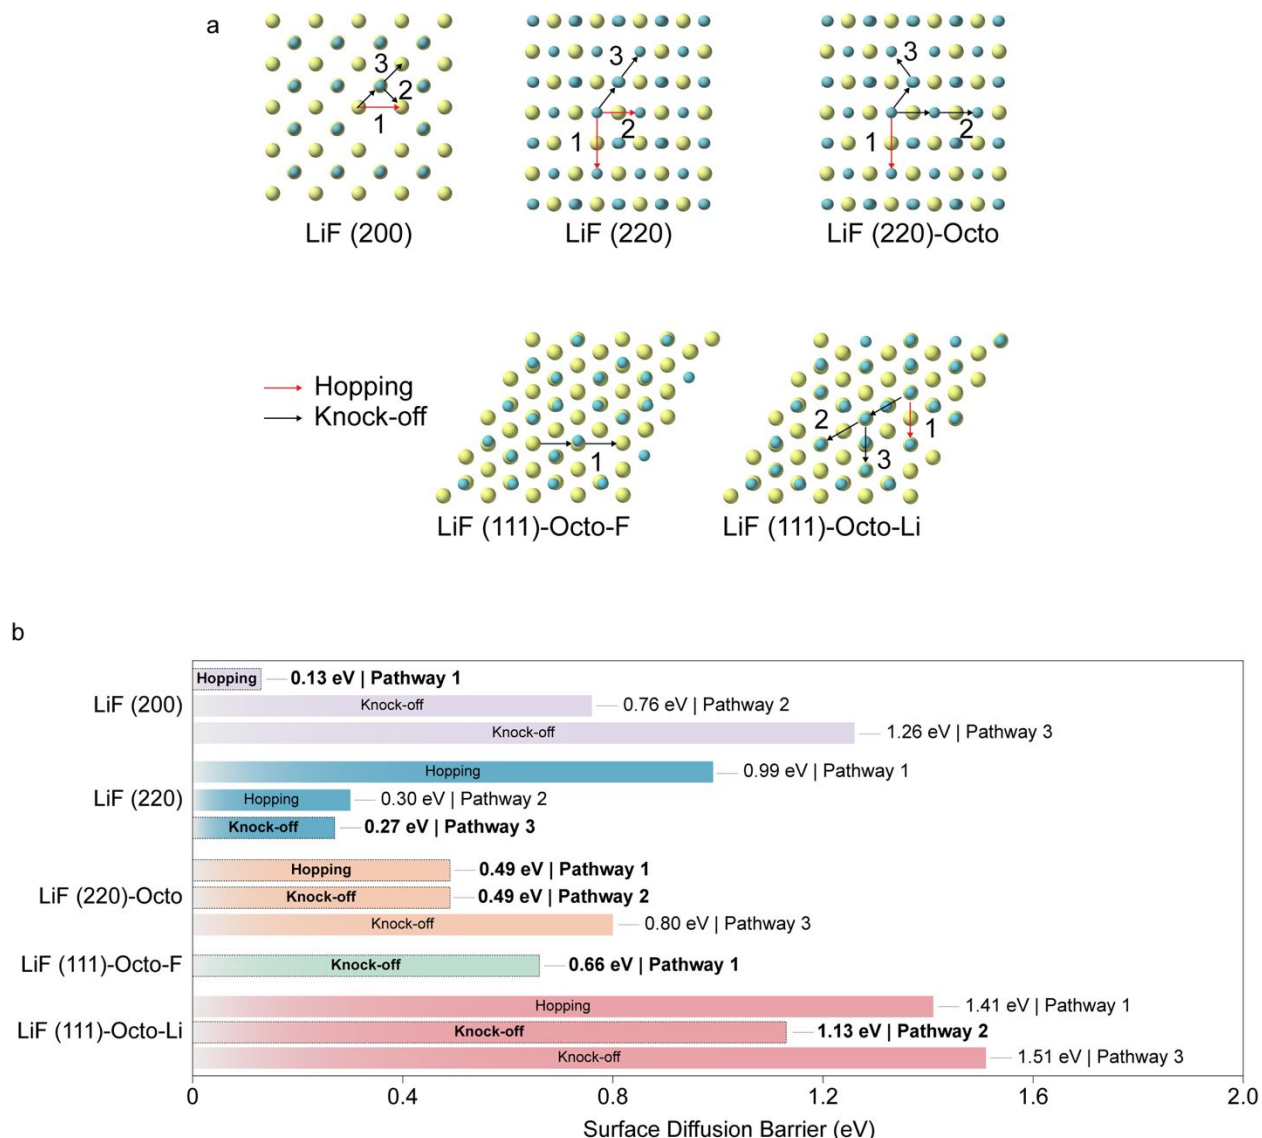 a
3
2
1
LiF (200)
3
1
2
LiF (220)
3
1
2
LiF (220)-Octo
Hopping
Knock-off
1
LiF (111)-Octo-F
2
1
3
LiF (111)-Octo-Li
b
LiF (200)
Hopping
0.13 eV | Pathway 1
Knock-off
0.76 eV | Pathway 2
Knock-off
1.26 eV | Pathway 3
LiF (220)
Hopping
0.99 eV | Pathway 1
Hopping
0.30 eV | Pathway 2
Knock-off
0.27 eV | Pathway 3
LiF (220)-Octo
Hopping
0.49 eV | Pathway 1
Knock-off
0.49 eV | Pathway 2
Knock-off
0.80 eV | Pathway 3
LiF (111)-Octo-F
Knock-off
0.66 eV | Pathway 1
LiF (111)-Octo-Li
Hopping
1.41 eV | Pathway 1
Knock-off
1.13 eV | Pathway 2
Knock-off
1.51 eV | Pathway 3
0 0.4 0.8 1.2 1.6 2.0
Surface Diffusion Barrier (eV)